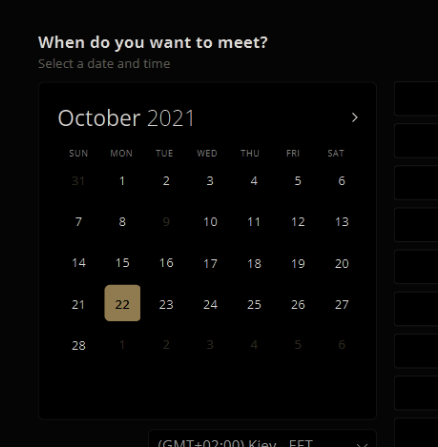 When do you want to meet?
Select a date and time
October 2021
SUN MON TUE WED THU FRI SAT
31 1 2 3 4 5 6
7 8 9 10 11 12 13
14 15 16 17 18 19 20
21 22 23 24 25 26 27
28 1 2 3 4 5 6
(GMT+02:00) Kiev EET